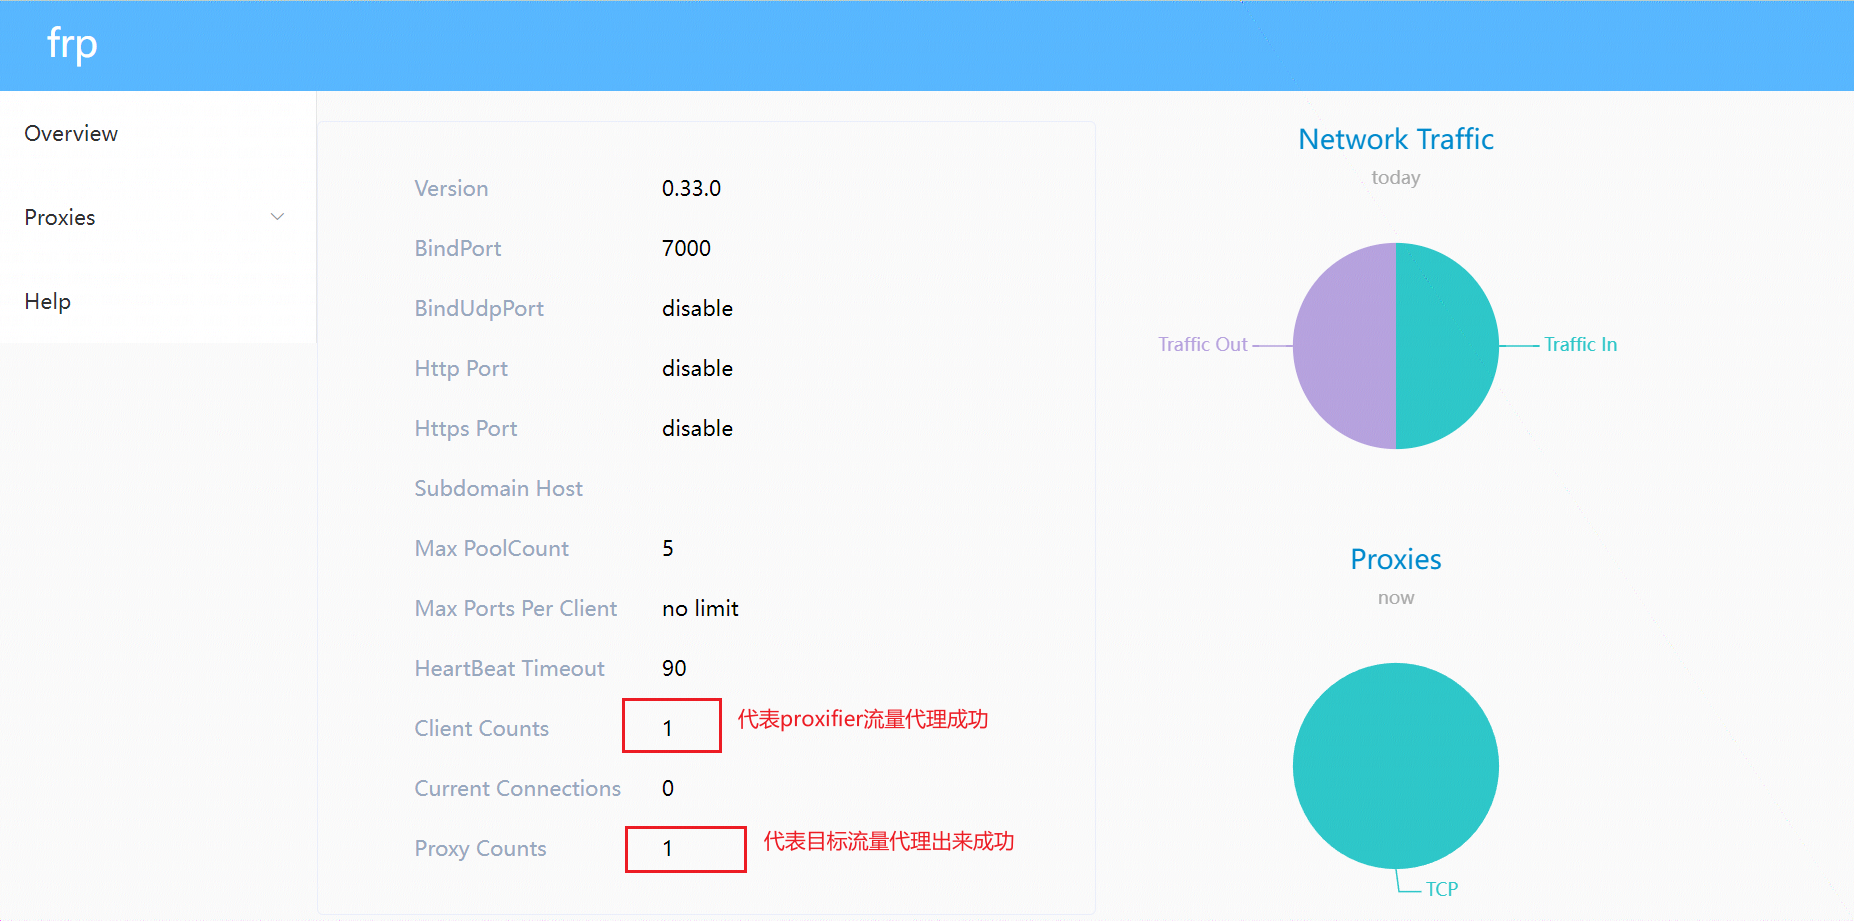 frp
Overview
Proxies
Help
Version 0.33.0
BindPort 7000
BindUdpPort disable
Http Port disable
Https Port disable
Subdomain Host
Max PoolCount 5
Max Ports Per Client no limit
HeartBeat Timeout 90
Client Counts 1 代表proxifier流量代理成功
Current Connections 0
Proxy Counts 1 代表目标流量代理出来成功
Network Traffic
today
Traffic Out
Traffic In
Proxies
now
TCP